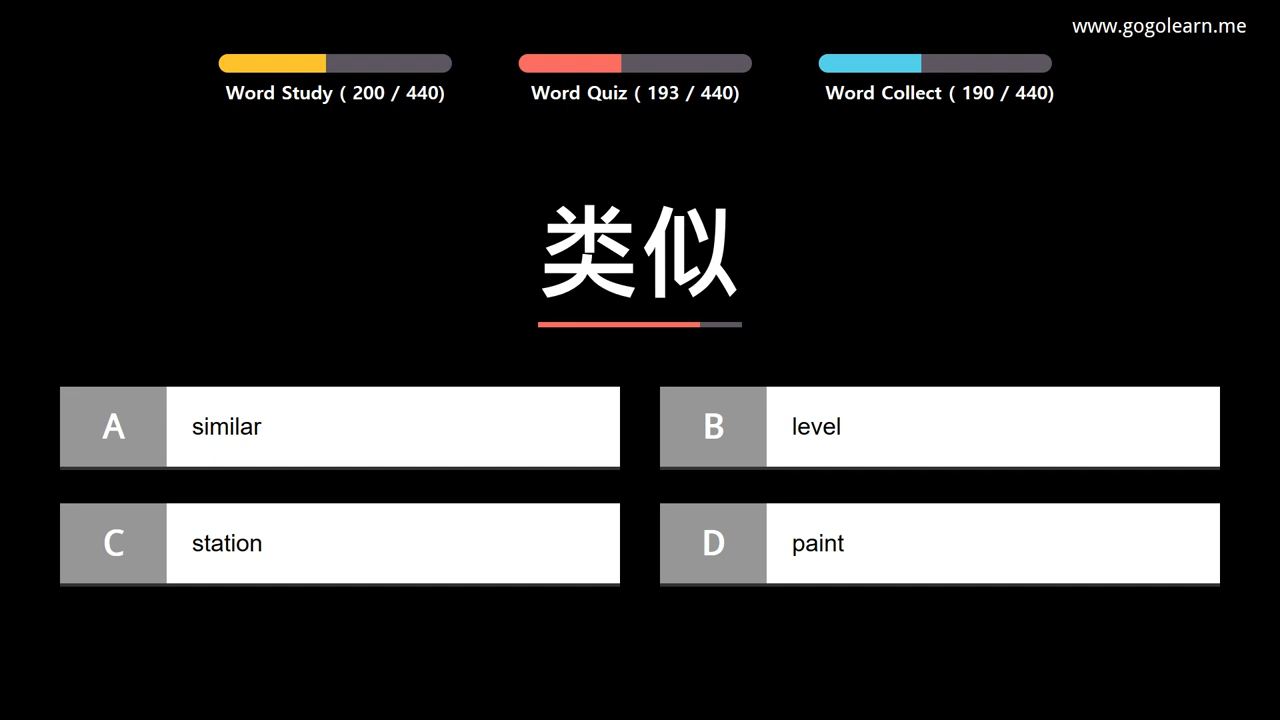 www.gogolearn.me
Word Study ( 200 / 440)
Word Quiz ( 193 / 440)
Word Collect ( 190 / 440)
类似
A similar
B level
C station
D paint